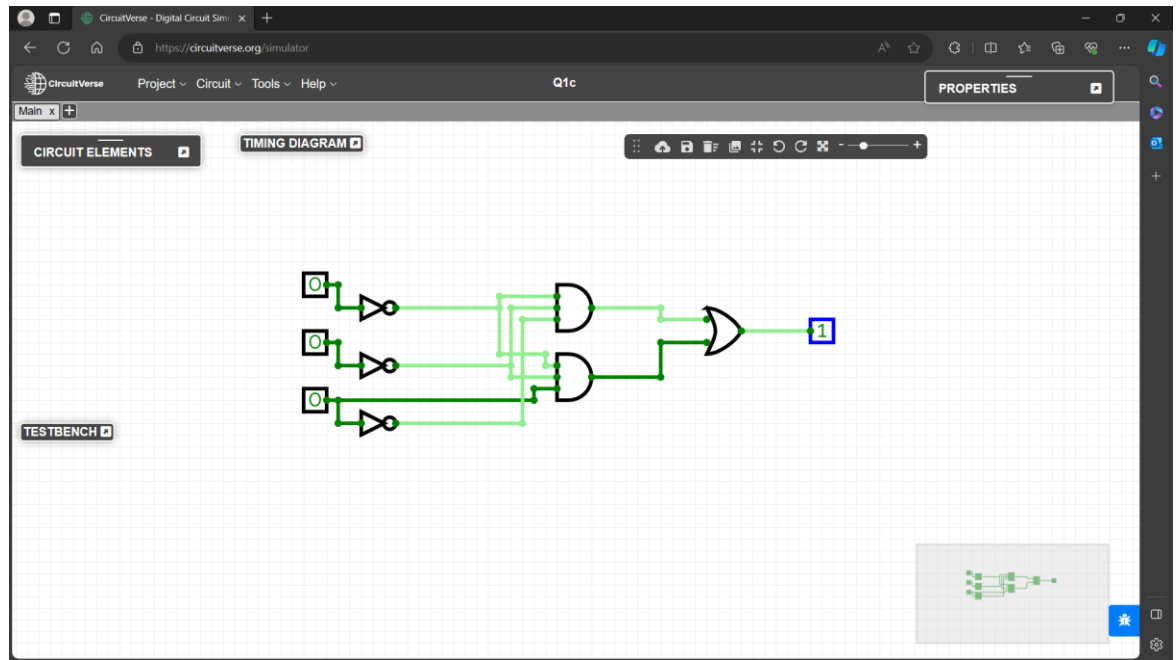 CircuitVerse - Digital Circuit Simu
https://circuitverse.org/simulator
CircuitVerse Project Circuit Tools Help Q1c
PROPERTIES
Main x +
CIRCUIT ELEMENTS
TIMING DIAGRAM
- +
0
0
0
1
TESTBENCH